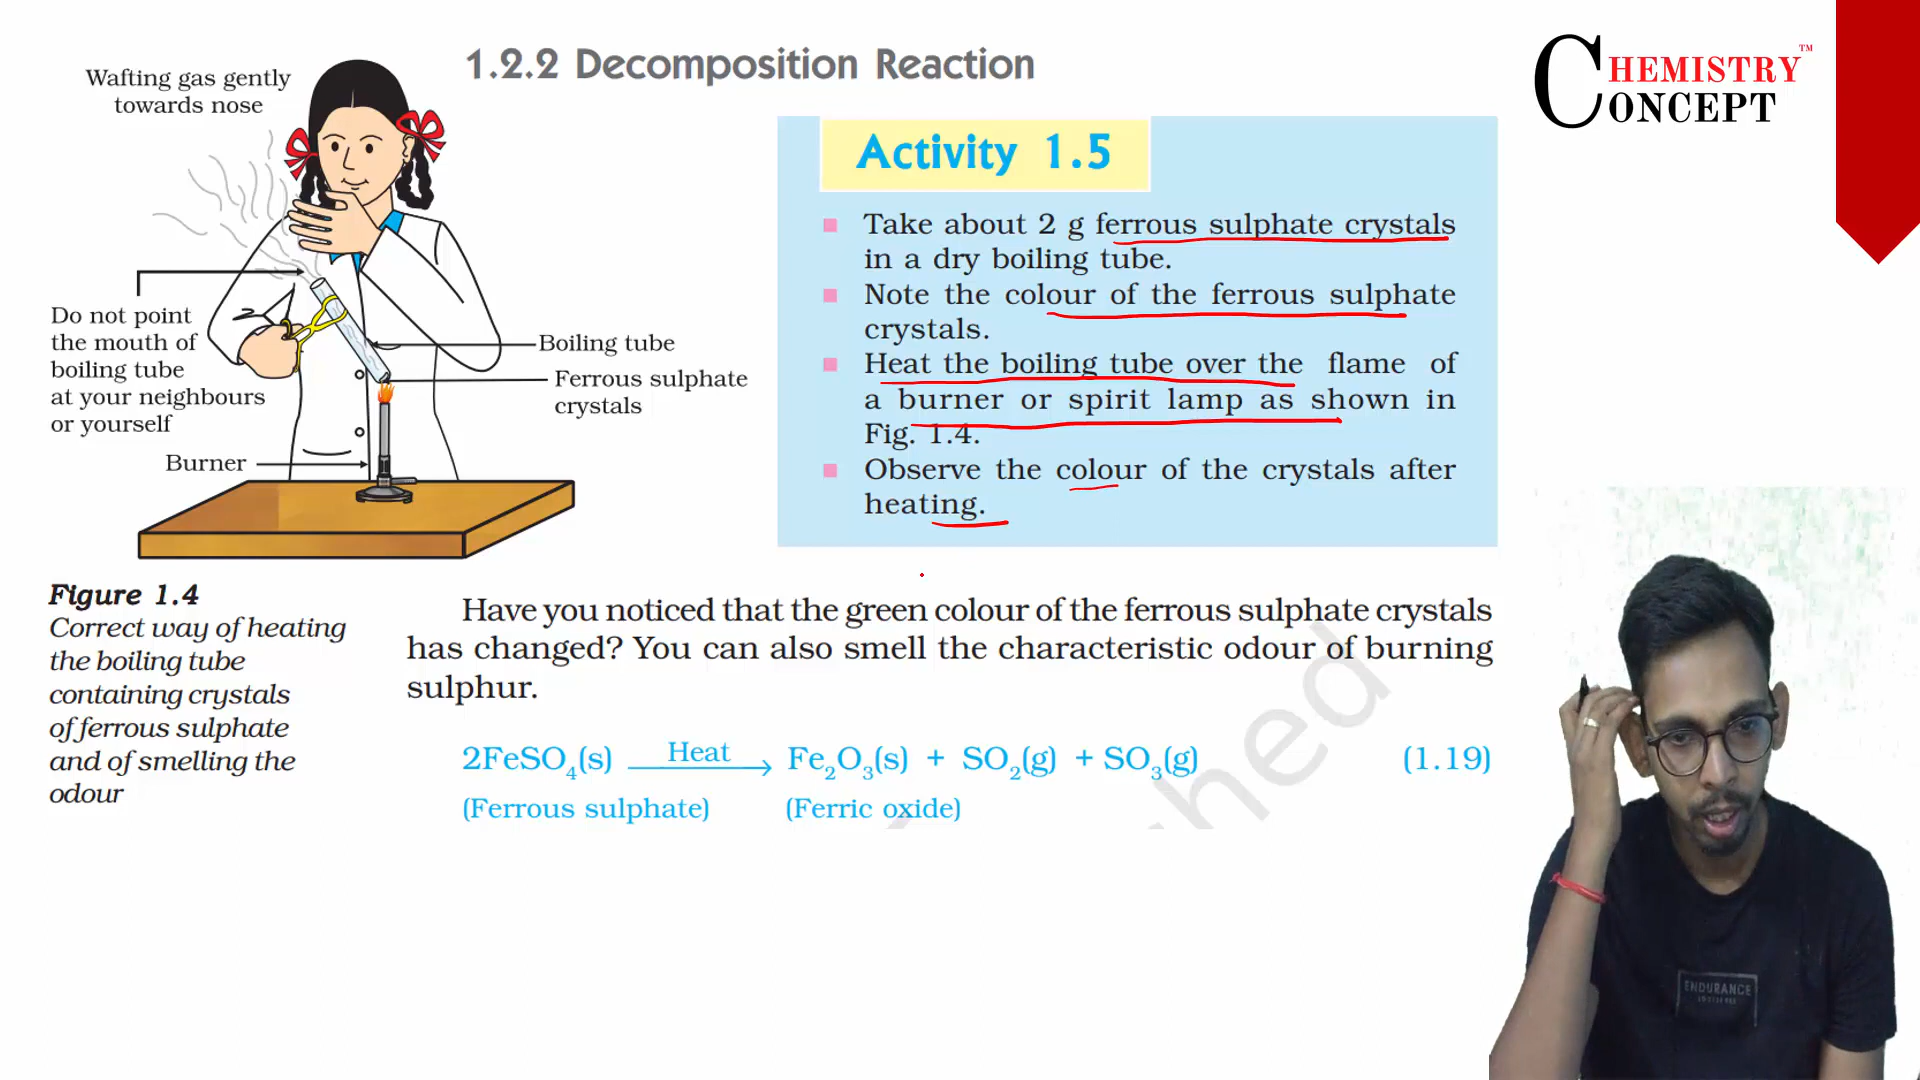 1.2.2 Decomposition Reaction
CHEMISTRY™
CONCEPT
Wafting gas gently
towards nose
Do not point
the mouth of
boiling tube
at your neighbours
or yourself
Burner
Boiling tube
Ferrous sulphate
crystals
Activity 1.5
Take about 2 g ferrous sulphate crystals
in a dry boiling tube.
Note the colour of the ferrous sulphate
crystals.
Heat the boiling tube over the flame of
a burner or spirit lamp as shown in
Fig. 1.4.
Observe the colour of the crystals after
heating.
Figure 1.4
Correct way of heating
the boiling tube
containing crystals
of ferrous sulphate
and of smelling the
odour
Have you noticed that the green colour of the ferrous sulphate crystals
has changed? You can also smell the characteristic odour of burning
sulphur.
2FeSO₄(s) Heat → Fe₂O₃(s) + SO₂(g) + SO₃(g) (1.19)
(Ferrous sulphate) (Ferric oxide)
ENDURANCE